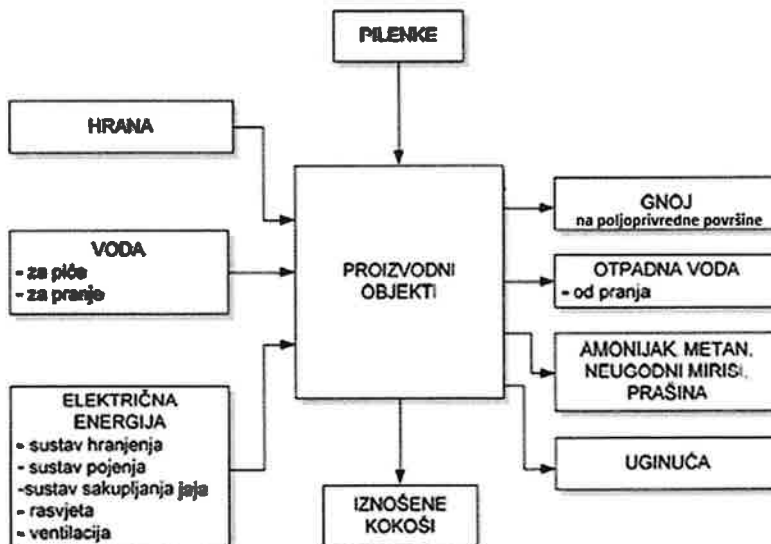 PILENKE
HRANA
VODA
- za piće
- za pranje
ELEKTRIČNA
ENERGIJA
- sustav hranjenja
- sustav pojenja
-sustav sakupljanja jaja
- rasvjeta
- ventilacija
PROIZVODNI
OBJEKTI
IZNOŠENE
KOKOŠI
GNOJ
na poljoprivredne površine
OTPADNA VODA
- od pranja
AMONIJAK, METAN,
NEUGODNI MIRISI,
PRAŠINA
UGINUĆA